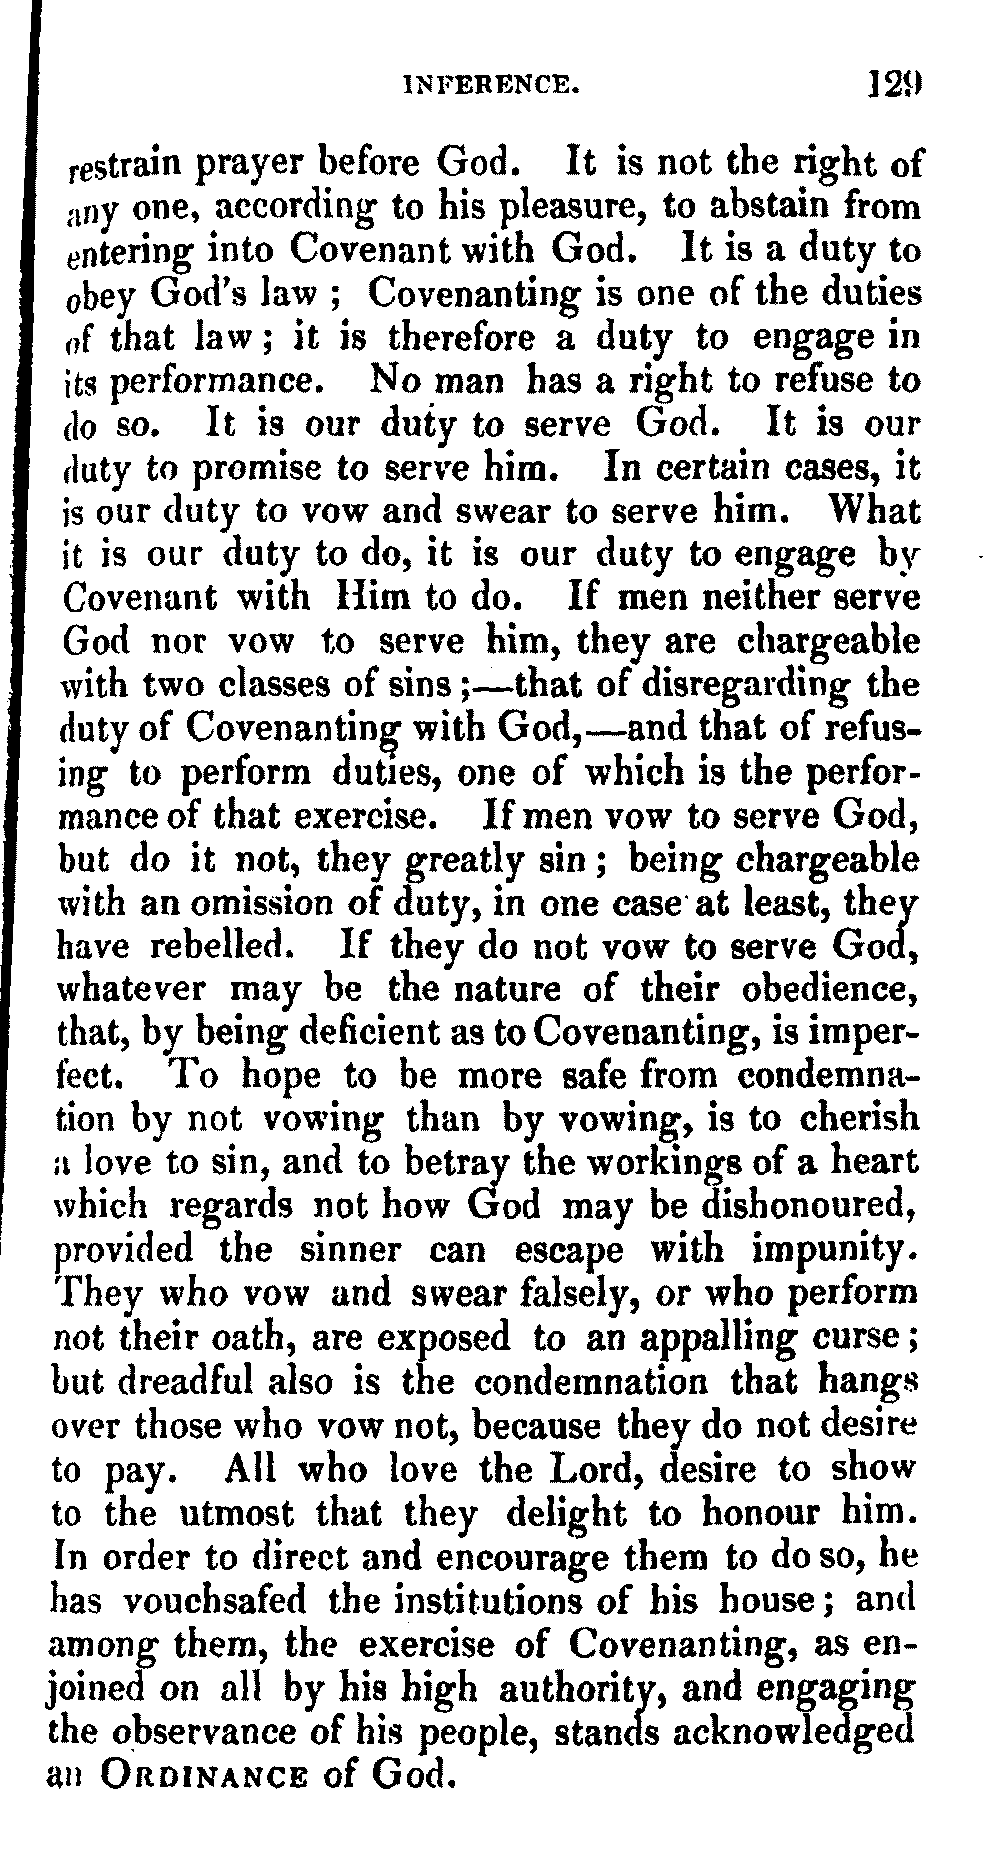 INFERENCE. 129
restrain prayer before God. It is not the right of
any one, according to his pleasure, to abstain from
entering into Covenant with God. It is a duty to
obey God's law ; Covenanting is one of the duties
of that law ; it is therefore a duty to engage in
its performance. No man has a right to refuse to
do so. It is our duty to serve God. It is our
duty to promise to serve him. In certain cases, it
is our duty to vow and swear to serve him. What
it is our duty to do, it is our duty to engage by
Covenant with Him to do. If men neither serve
God nor vow to serve him, they are chargeable
with two classes of sins ;—that of disregarding the
duty of Covenanting with God,—and that of refus-
ing to perform duties, one of which is the perfor-
mance of that exercise. If men vow to serve God,
but do it not, they greatly sin ; being chargeable
with an omission of duty, in one case at least, they
have rebelled. If they do not vow to serve God,
whatever may be the nature of their obedience,
that, by being deficient as to Covenanting, is imper-
fect. To hope to be more safe from condemna-
tion by not vowing than by vowing, is to cherish
a love to sin, and to betray the workings of a heart
which regards not how God may be dishonoured,
provided the sinner can escape with impunity.
They who vow and swear falsely, or who perform
not their oath, are exposed to an appalling curse ;
but dreadful also is the condemnation that hangs
over those who vow not, because they do not desire
to pay. All who love the Lord, desire to show
to the utmost that they delight to honour him.
In order to direct and encourage them to do so, he
has vouchsafed the institutions of his house ; and
among them, the exercise of Covenanting, as en-
joined on all by his high authority, and engaging
the observance of his people, stands acknowledged
an ORDINANCE of God.